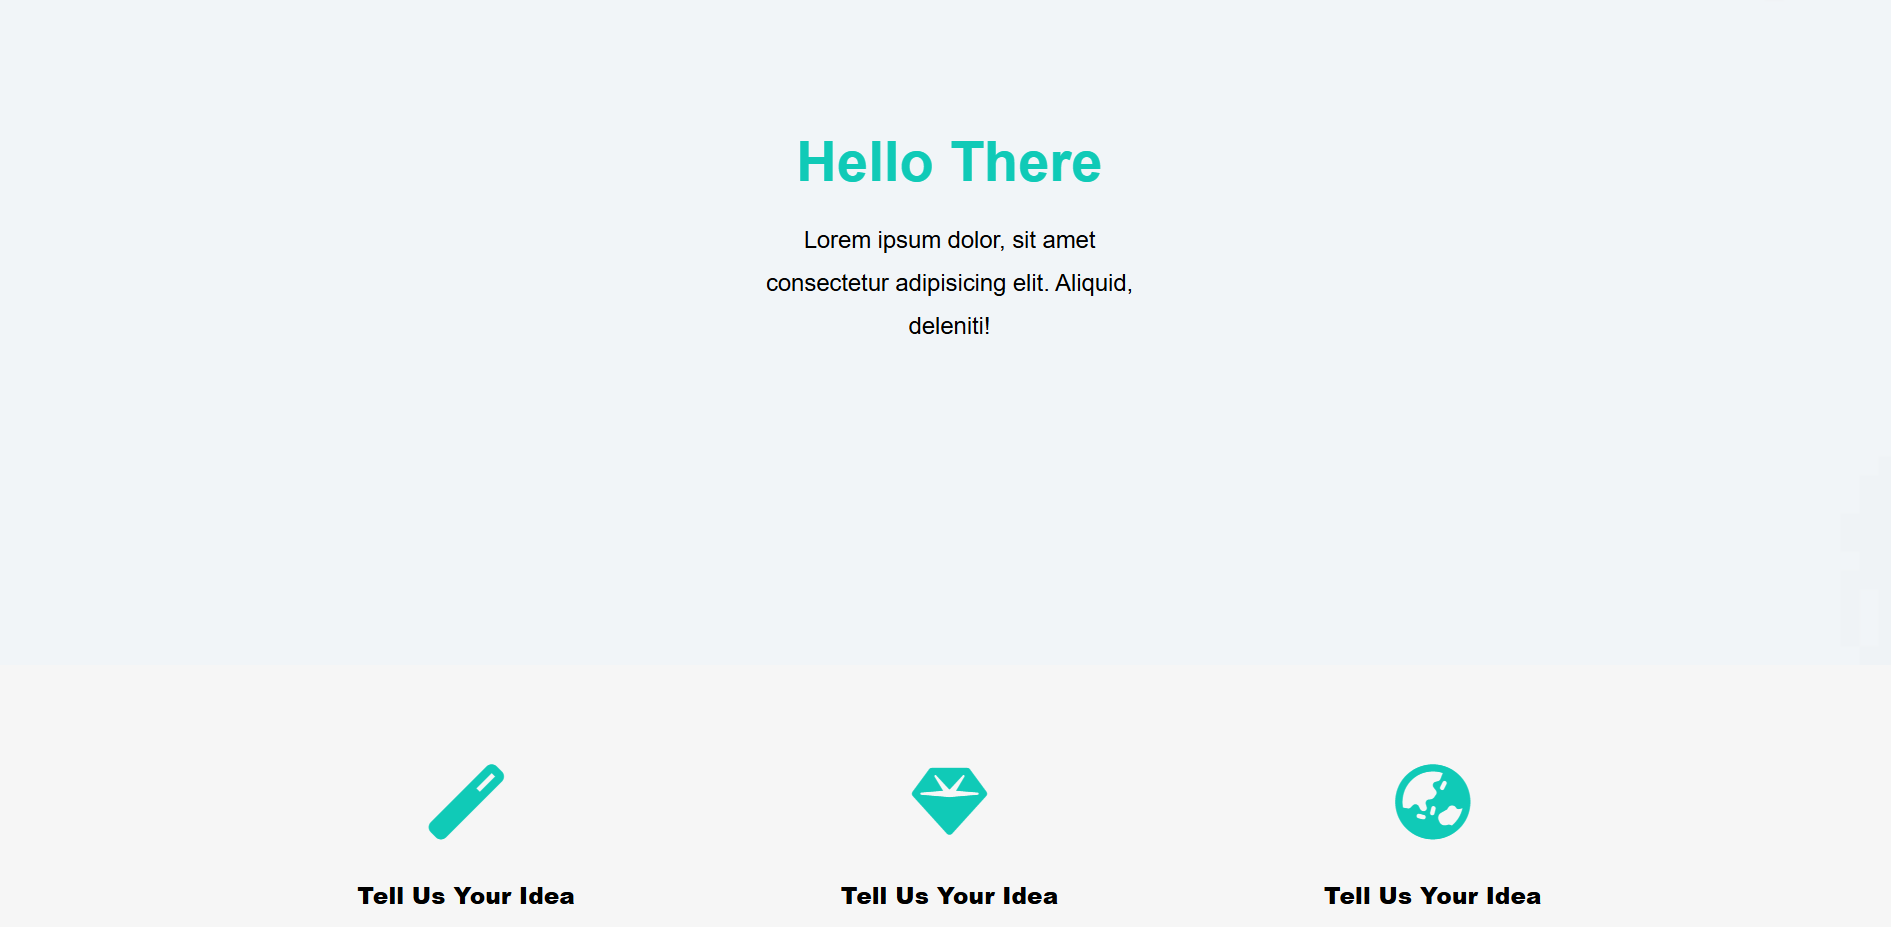 Hello There
Lorem ipsum dolor, sit amet
consectetur adipisicing elit. Aliquid,
deleniti!
Tell Us Your Idea
Tell Us Your Idea
Tell Us Your Idea